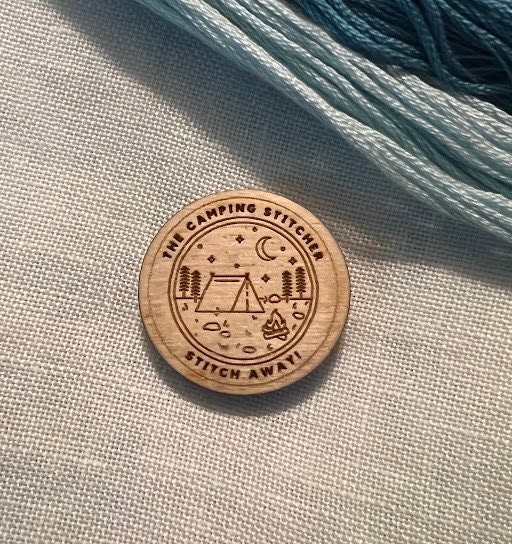 THE CAMPING STITCHER
STITCH AWAY!